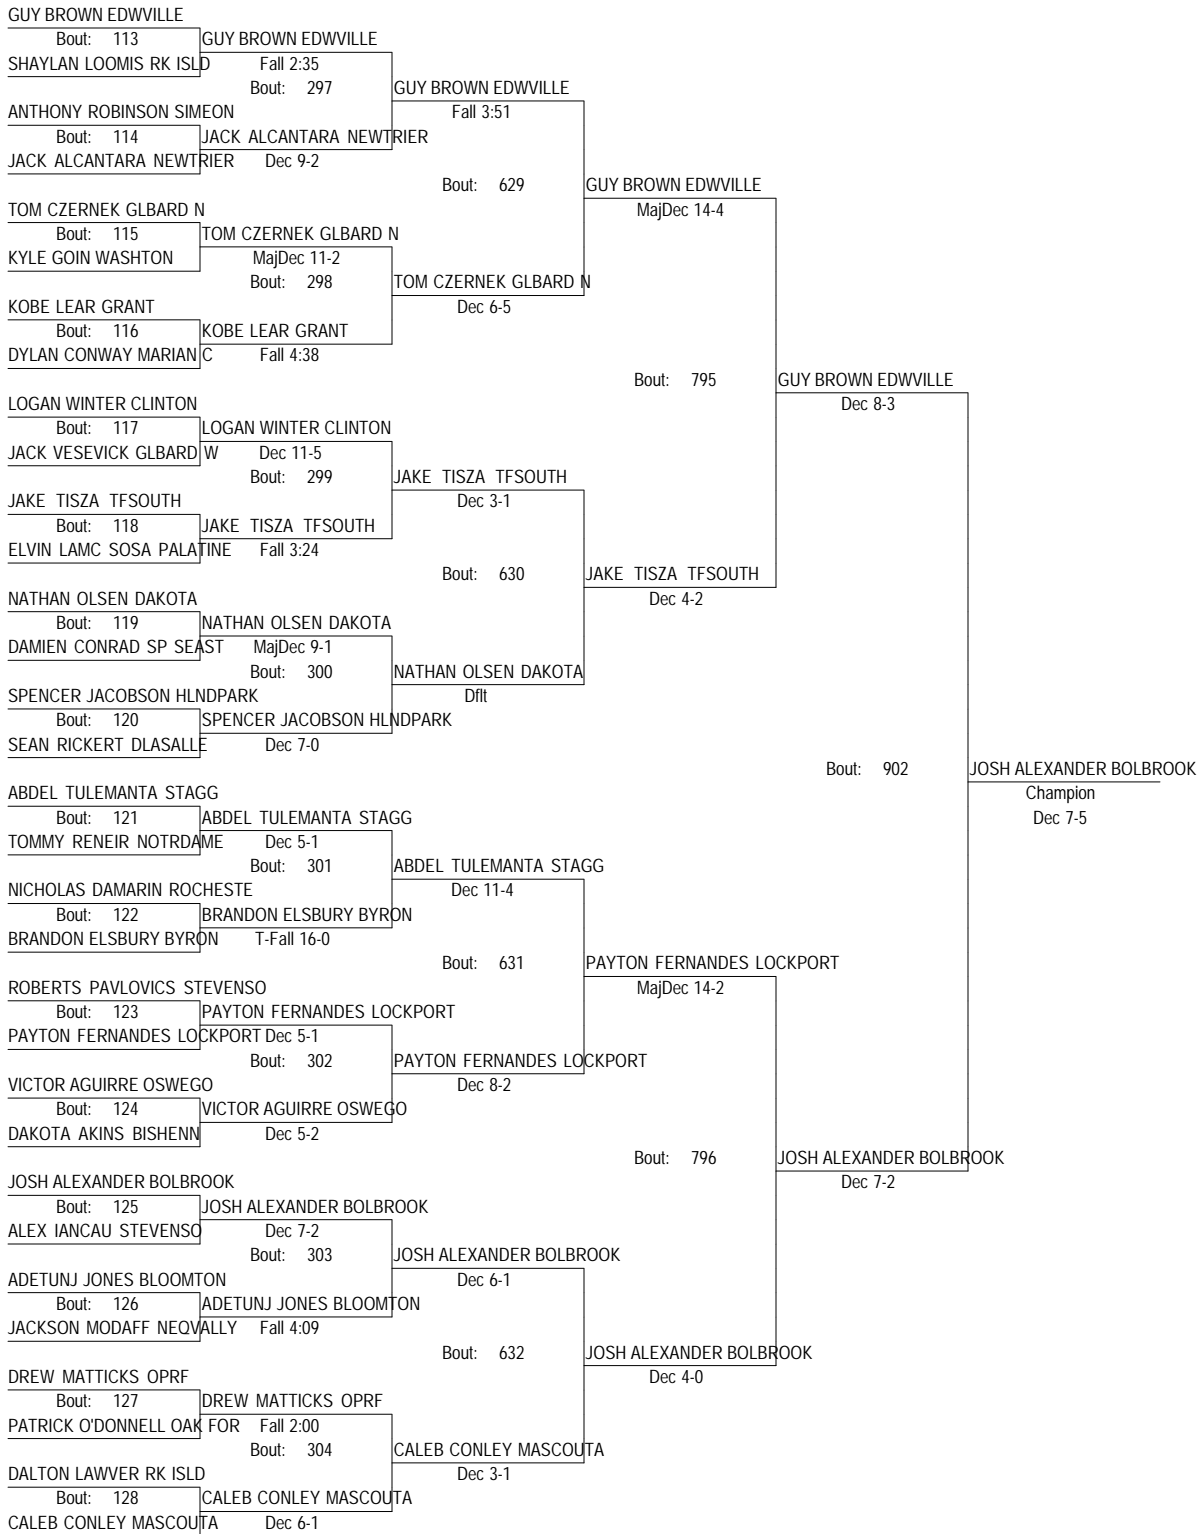 GUY BROWN EDWVILLE
Bout: 113 GUY BROWN EDWVILLE
SHAYLAN LOOMIS RK ISLD Fall 2:35
Bout: 297 GUY BROWN EDWVILLE
ANTHONY ROBINSON SIMEON Fall 3:51
Bout: 114 JACK ALCANTARA NEWTRIER
JACK ALCANTARA NEWTRIER Dec 9-2
Bout: 629 GUY BROWN EDWVILLE
TOM CZERNEK GLBARD N MajDec 14-4
Bout: 115 TOM CZERNEK GLBARD N
KYLE GOIN WASHTON MajDec 11-2
Bout: 298 TOM CZERNEK GLBARD N
KOBE LEAR GRANT Dec 6-5
Bout: 116 KOBE LEAR GRANT
DYLAN CONWAY MARIAN C Fall 4:38
Bout: 795 GUY BROWN EDWVILLE
LOGAN WINTER CLINTON Dec 8-3
Bout: 117 LOGAN WINTER CLINTON
JACK VESEVICK GLBARD W Dec 11-5
Bout: 299 JAKE TISZA TFSOUTH
JAKE TISZA TFSOUTH Dec 3-1
Bout: 118 JAKE TISZA TFSOUTH
ELVIN LAMC SOSA PALATINE Fall 3:24
Bout: 630 JAKE TISZA TFSOUTH
NATHAN OLSEN DAKOTA Dec 4-2
Bout: 119 NATHAN OLSEN DAKOTA
DAMIEN CONRAD SP SEAST MajDec 9-1
Bout: 300 NATHAN OLSEN DAKOTA
SPENCER JACOBSON HLNDPARK Dflt
Bout: 120 SPENCER JACOBSON HLNDPARK
SEAN RICKERT DLASALLE Dec 7-0
Bout: 902 JOSH ALEXANDER BOLBROOK
ABDEL TULEMANTA STAGG Champion
Bout: 121 ABDEL TULEMANTA STAGG Dec 7-5
TOMMY RENEIR NOTRDAME Dec 5-1
Bout: 301 ABDEL TULEMANTA STAGG
NICHOLAS DAMARIN ROCHESTE Dec 11-4
Bout: 122 BRANDON ELSBURY BYRON
BRANDON ELSBURY BYRON T-Fall 16-0
Bout: 631 PAYTON FERNANDES LOCKPORT
ROBERTS PAVLOVICS STEVENSO MajDec 14-2
Bout: 123 PAYTON FERNANDES LOCKPORT
PAYTON FERNANDES LOCKPORT Dec 5-1
Bout: 302 PAYTON FERNANDES LOCKPORT
VICTOR AGUIRRE OSWEGO Dec 8-2
Bout: 124 VICTOR AGUIRRE OSWEGO
DAKOTA AKINS BISHENN Dec 5-2
Bout: 796 JOSH ALEXANDER BOLBROOK
JOSH ALEXANDER BOLBROOK Dec 7-2
Bout: 125 JOSH ALEXANDER BOLBROOK
ALEX IANCAU STEVENSO Dec 7-2
Bout: 303 JOSH ALEXANDER BOLBROOK
ADETUNJ JONES BLOOMTON Dec 6-1
Bout: 126 ADETUNJ JONES BLOOMTON
JACKSON MODAFF NEQVALLY Fall 4:09
Bout: 632 JOSH ALEXANDER BOLBROOK
DREW MATTICKS OPRF Dec 4-0
Bout: 127 DREW MATTICKS OPRF
PATRICK O'DONNELL OAK FOR Fall 2:00
Bout: 304 CALEB CONLEY MASCOUTA
DALTON LAWVER RK ISLD Dec 3-1
Bout: 128 CALEB CONLEY MASCOUTA
CALEB CONLEY MASCOUTA Dec 6-1